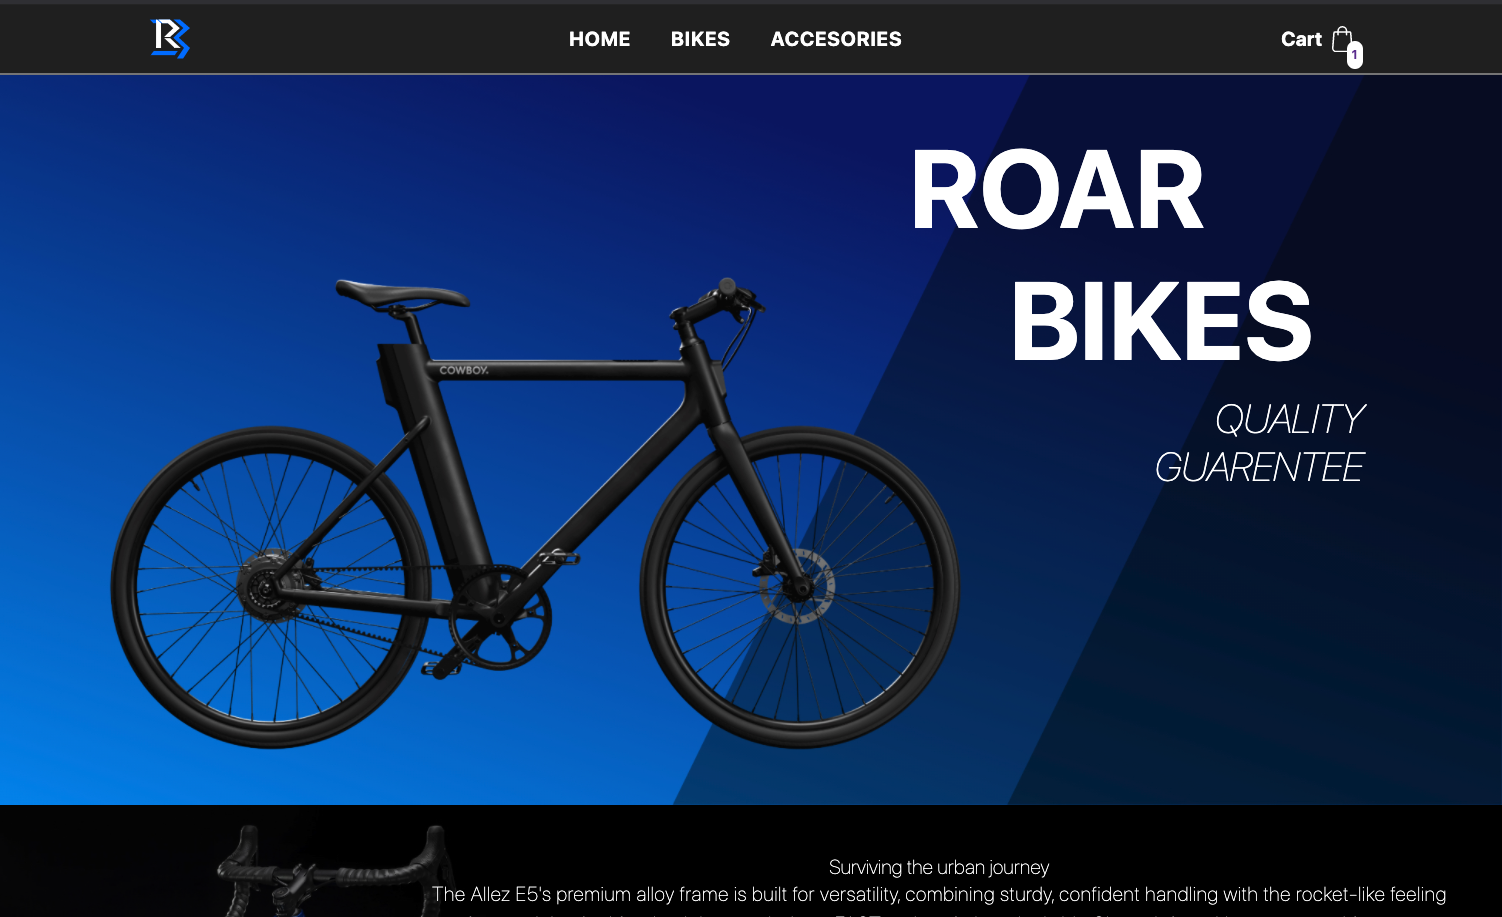 HOME BIKES ACCESORIES Cart 1
ROAR
BIKES
QUALITY
GUARENTEE
COWBOY.
Surviving the urban journey
The Allez E5's premium alloy frame is built for versatility, combining sturdy, confident handling with the rocket-like feeling